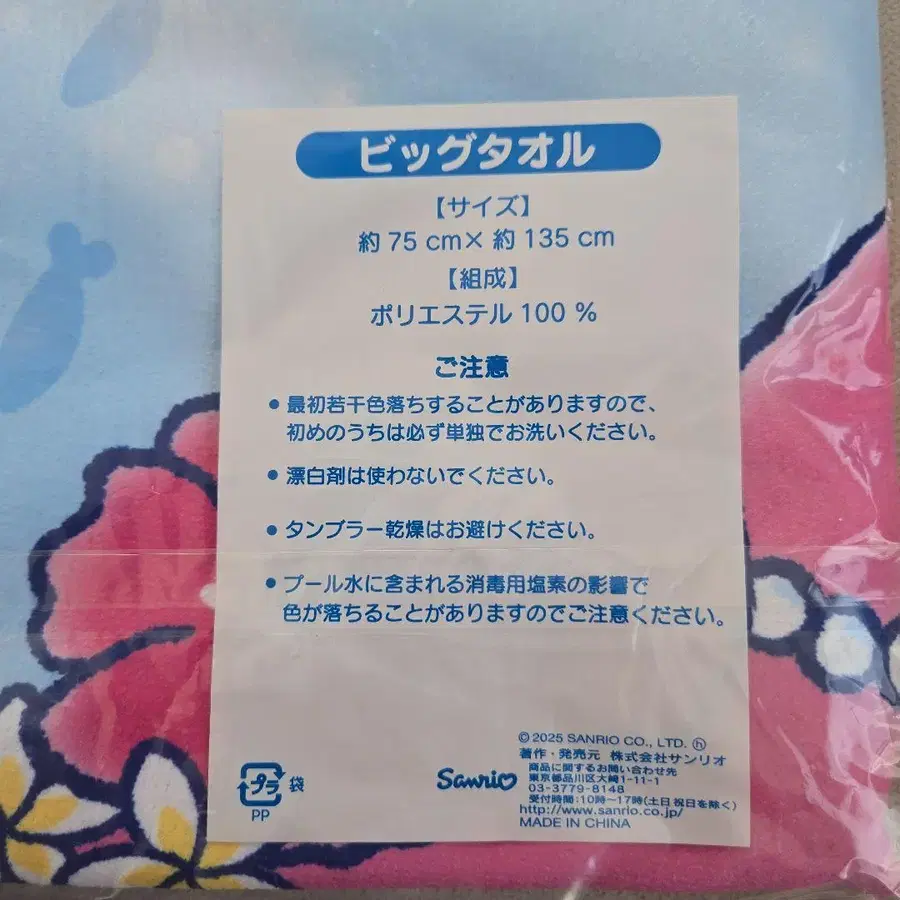 ビッグタオル
【サイズ】
約 75 cm× 約 135 cm
【組成】
ポリエステル 100 %
ご注意
● 最初若干色落ちすることがありますので、
初めのうちは必ず単独でお洗いください。
● 漂白剤は使わないでください。
● タンブラー乾燥はお避けください。
● プール水に含まれる消毒用塩素の影響で
色が落ちることがありますのでご注意ください。
© 2025 SANRIO CO., LTD. ⓗ
著作・発売元 株式会社サンリオ
商品に関するお問い合わせ先
東京都品川区大崎1-11-1
03-3779-8148
受付時間:10時〜17時(土日祝日を除く)
http://www.sanrio.co.jp/
MADE IN CHINA
Sanrio
プラ 袋
PP